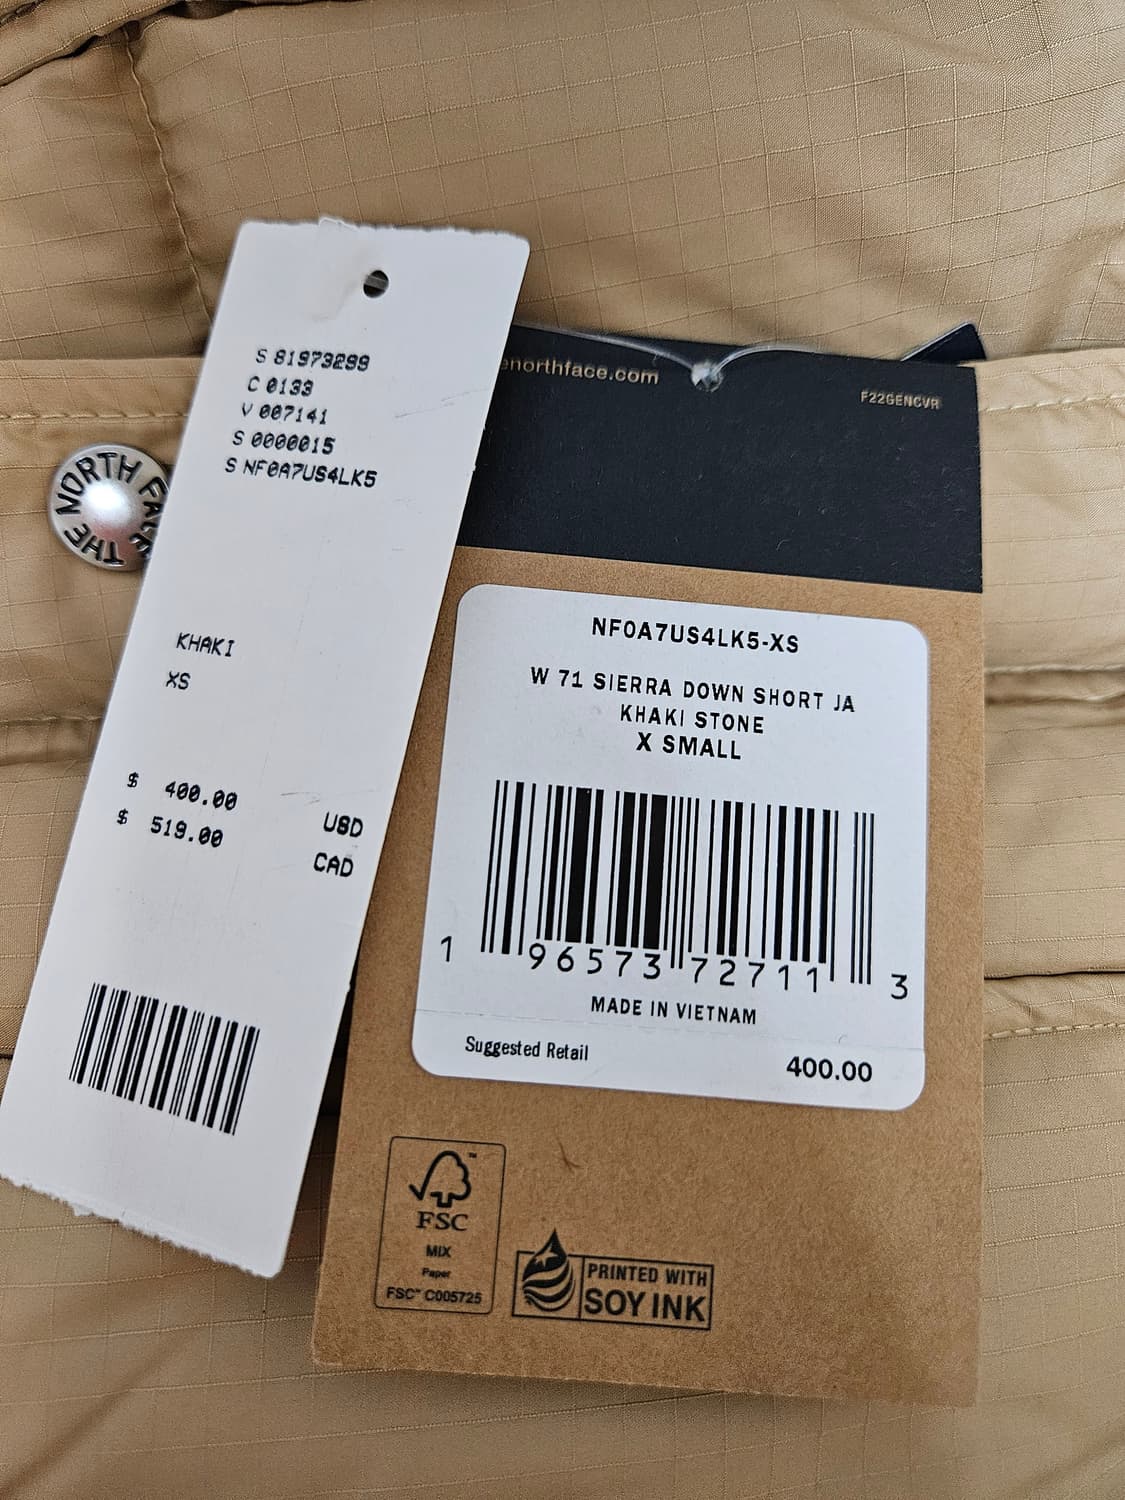 S 81973299
C 0133
V 007141
S 0000015
S NF0A7US4LK5
KHAKI
XS
$ 400.00 USD
$ 519.00 CAD
THE NORTH FACE
enorthface.com
F22GENCVR
NF0A7US4LK5-XS
W 71 SIERRA DOWN SHORT JA
KHAKI STONE
X SMALL
1 96573 72711 3
MADE IN VIETNAM
Suggested Retail 400.00
FSC
MIX
Paper
FSC™ C005725
PRINTED WITH
SOY INK